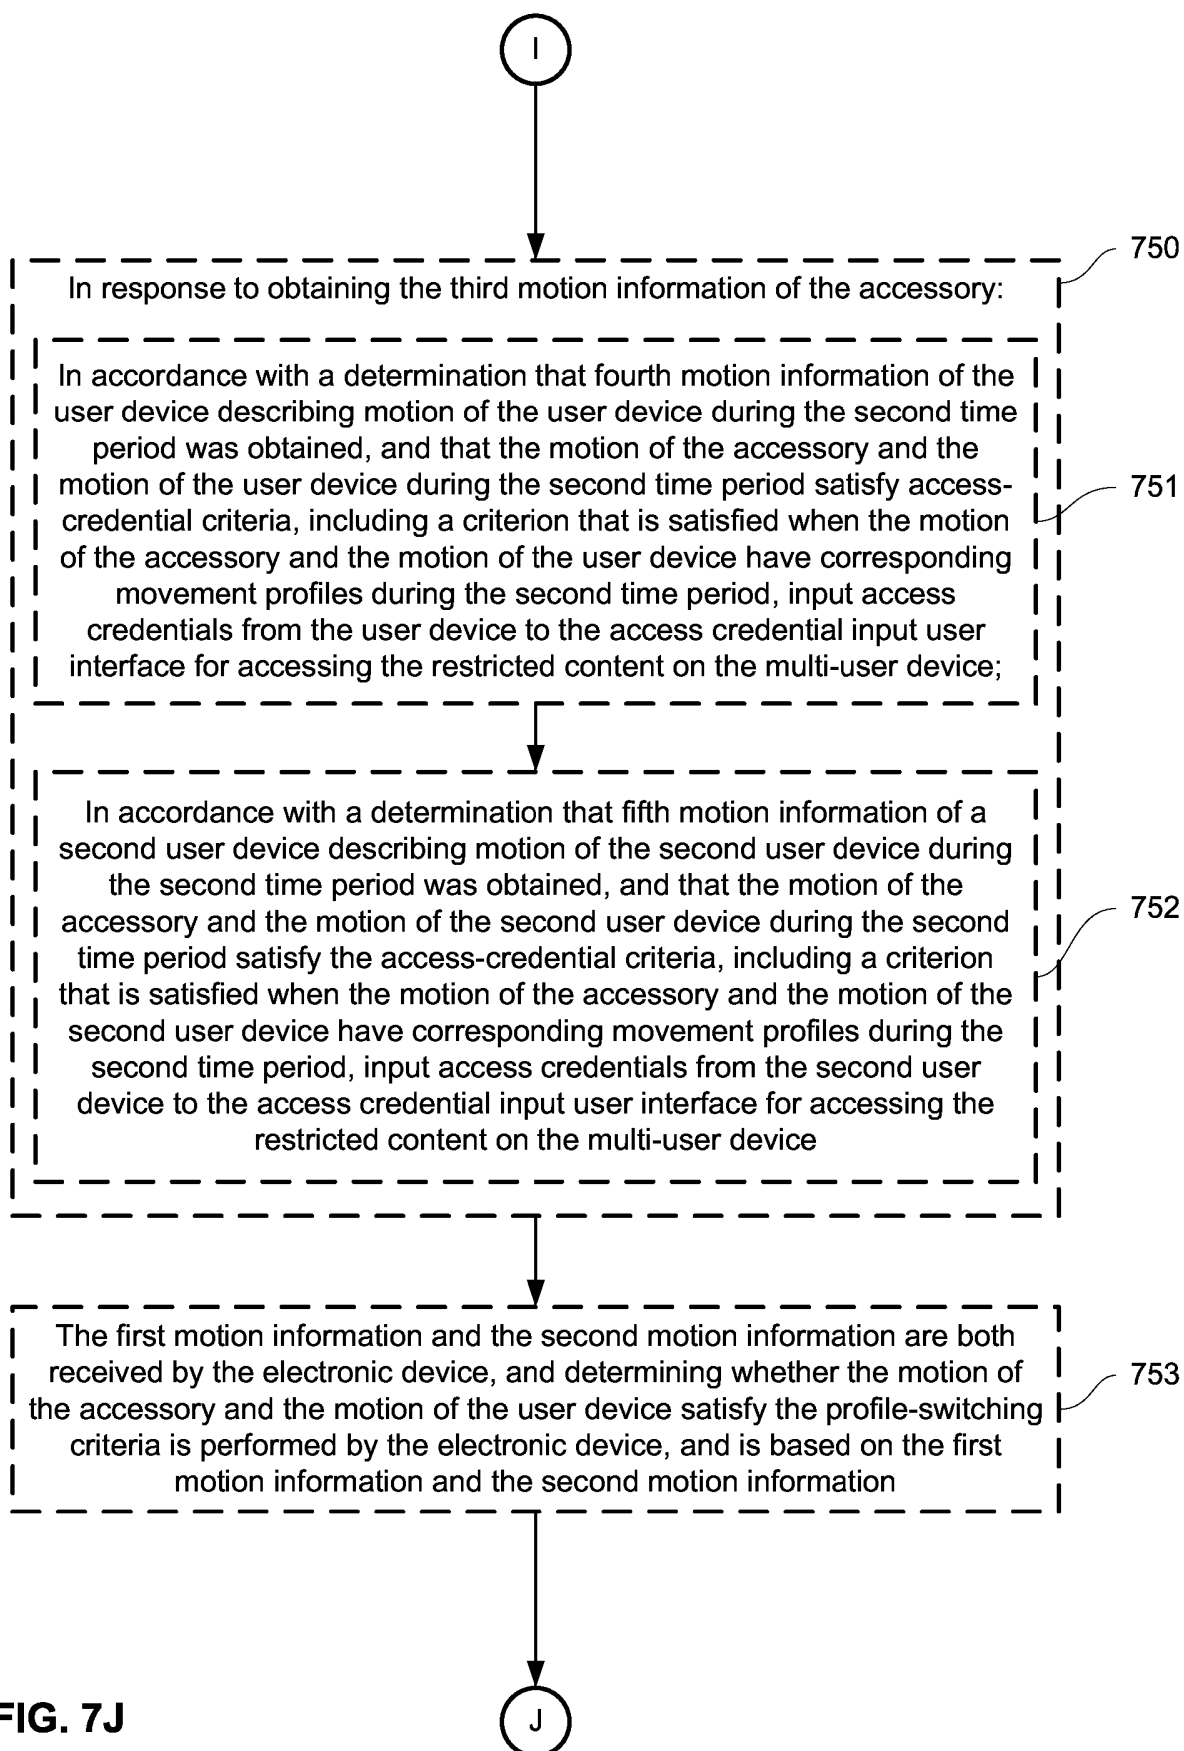 I
750
In response to obtaining the third motion information of the accessory:
In accordance with a determination that fourth motion information of the
user device describing motion of the user device during the second time
period was obtained, and that the motion of the accessory and the
motion of the user device during the second time period satisfy access-
credential criteria, including a criterion that is satisfied when the motion
of the accessory and the motion of the user device have corresponding
movement profiles during the second time period, input access
credentials from the user device to the access credential input user
interface for accessing the restricted content on the multi-user device;
751
In accordance with a determination that fifth motion information of a
second user device describing motion of the second user device during
the second time period was obtained, and that the motion of the
accessory and the motion of the second user device during the second
time period satisfy the access-credential criteria, including a criterion
that is satisfied when the motion of the accessory and the motion of the
second user device have corresponding movement profiles during the
second time period, input access credentials from the second user
device to the access credential input user interface for accessing the
restricted content on the multi-user device
752
The first motion information and the second motion information are both
received by the electronic device, and determining whether the motion of
the accessory and the motion of the user device satisfy the profile-switching
criteria is performed by the electronic device, and is based on the first
motion information and the second motion information
753
J
FIG. 7J